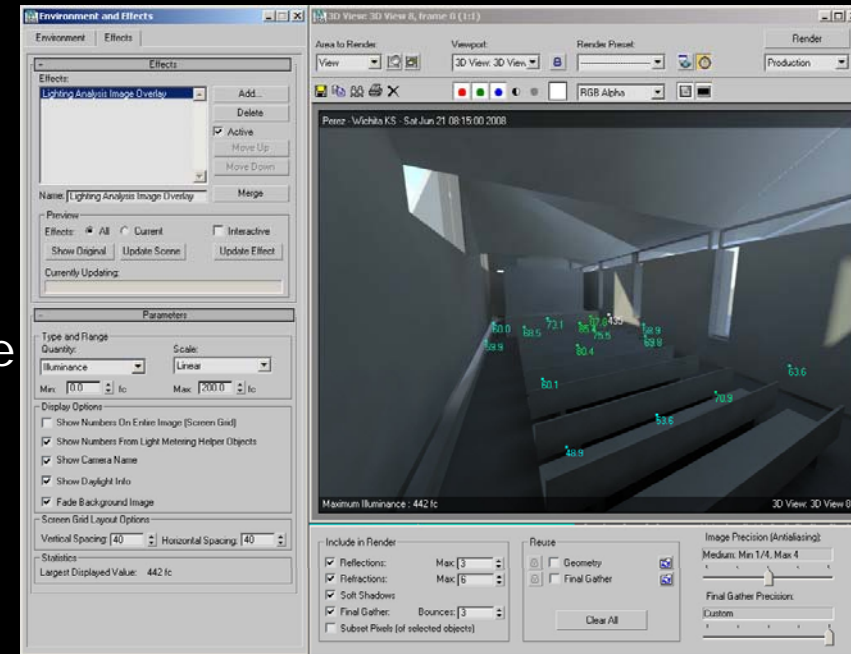 Environment and Effects
Environment Effects
Effects
Effects:
Lighting Analysis Image Overlay
Add...
Delete
Active
Move Up
Move Down
Name: Lighting Analysis Image Overlay
Merge
Preview
Effects: All Current Interactive
Show Original Update Scene Update Effect
Currently Updating:
Parameters
Type and Range
Quantity: Scale:
Illuminance Linear
Min: 0.0 fc Max: 200.0 fc
Display Options
Show Numbers On Entire Image (Screen Grid)
Show Numbers From Light Metering Helper Objects
Show Camera Name
Show Daylight Info
Fade Background Image
Screen Grid Layout Options
Vertical Spacing: 40 Horizontal Spacing: 40
Statistics
Largest Displayed Value: 442 fc
e
3D View: 3D View 8, frame 0 (1:1)
Area to Render: Viewport: Render Preset: Render
View 3D View: 3D View Production
RGB Alpha
Perez - Wichita KS - Sat Jun 21 08:15:00 2008
60.0 68.5 73.1 75.5 68.9
59.9 80.4 69.8
60.1 63.6
70.9
53.6
48.9
Maximum Illuminance : 442 fc 3D View: 3D View 8
Include in Render
Reflections: Max: 3
Refractions: Max: 6
Soft Shadows
Final Gather: Bounces: 3
Subset Pixels (of selected objects)
Reuse
Geometry
Final Gather
Clear All
Image Precision (Antialiasing):
Medium: Min 1/4, Max 4
Final Gather Precision:
Custom